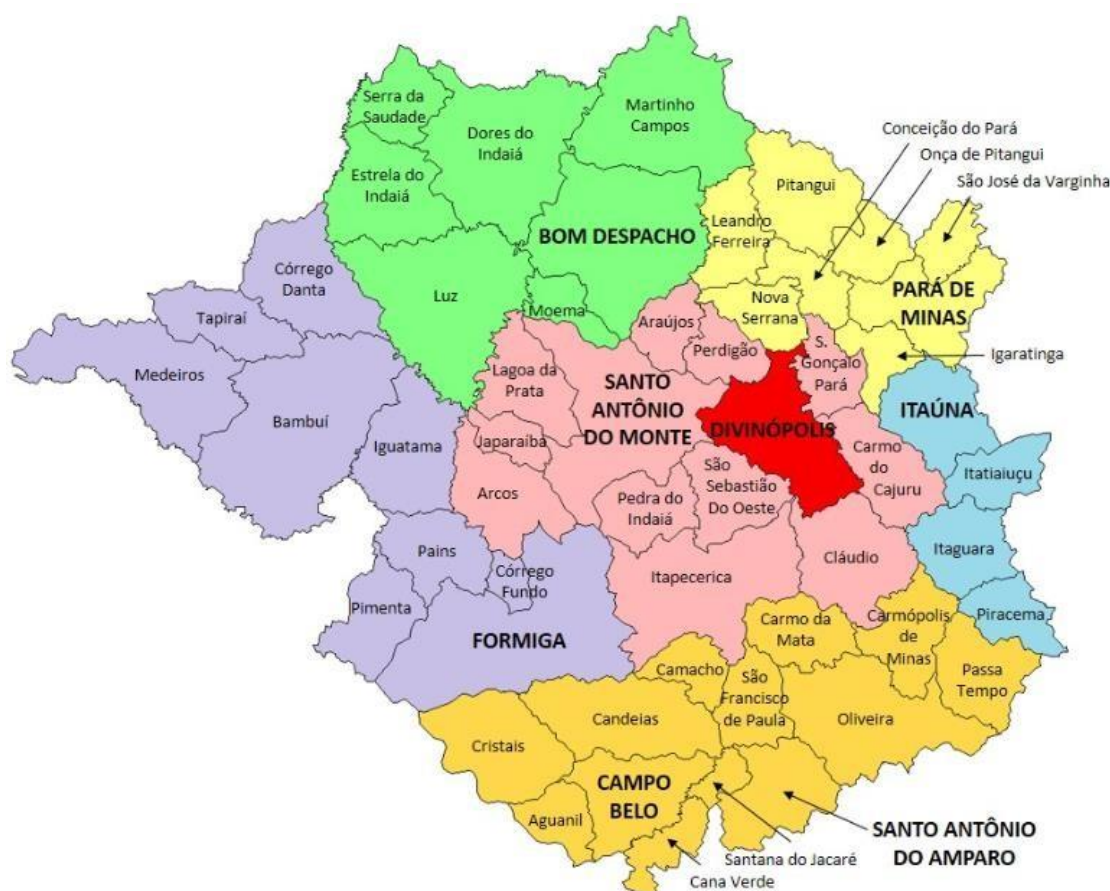 Serra da
Saudade
Dores do
Indaiá
Martinho
Campos
Estrela do
Indaiá
Conceição do Pará
Onça de Pitangui
São José da Varginha
Pitangui
Leandro
Ferreira
BOM DESPACHO
Córrego
Danta
Luz
Moema
Nova
Serrana
PARÁ DE
MINAS
Tapiraí
Araújos
Perdigão
S.
Gonçalo
Pará
Igaratinga
Medeiros
Lagoa da
Prata
SANTO
ANTÔNIO
DO MONTE
ITAÚNA
Bambuí
Iguatama
Japaraíba
DIVINÓPOLIS
Carmo
do
Cajuru
Itatiaiuçu
Arcos
Pedra do
Indaiá
São
Sebastião
Do Oeste
Pains
Córrego
Fundo
Itapecerica
Cláudio
Itaguara
Pimenta
FORMIGA
Piracema
Carmo da
Mata
Carmópolis
de
Minas
Passa
Tempo
Camacho
São
Francisco
de Paula
Oliveira
Candeias
Cristais
CAMPO
BELO
Aguanil
SANTO ANTÔNIO
DO AMPARO
Santana do Jacaré
Cana Verde